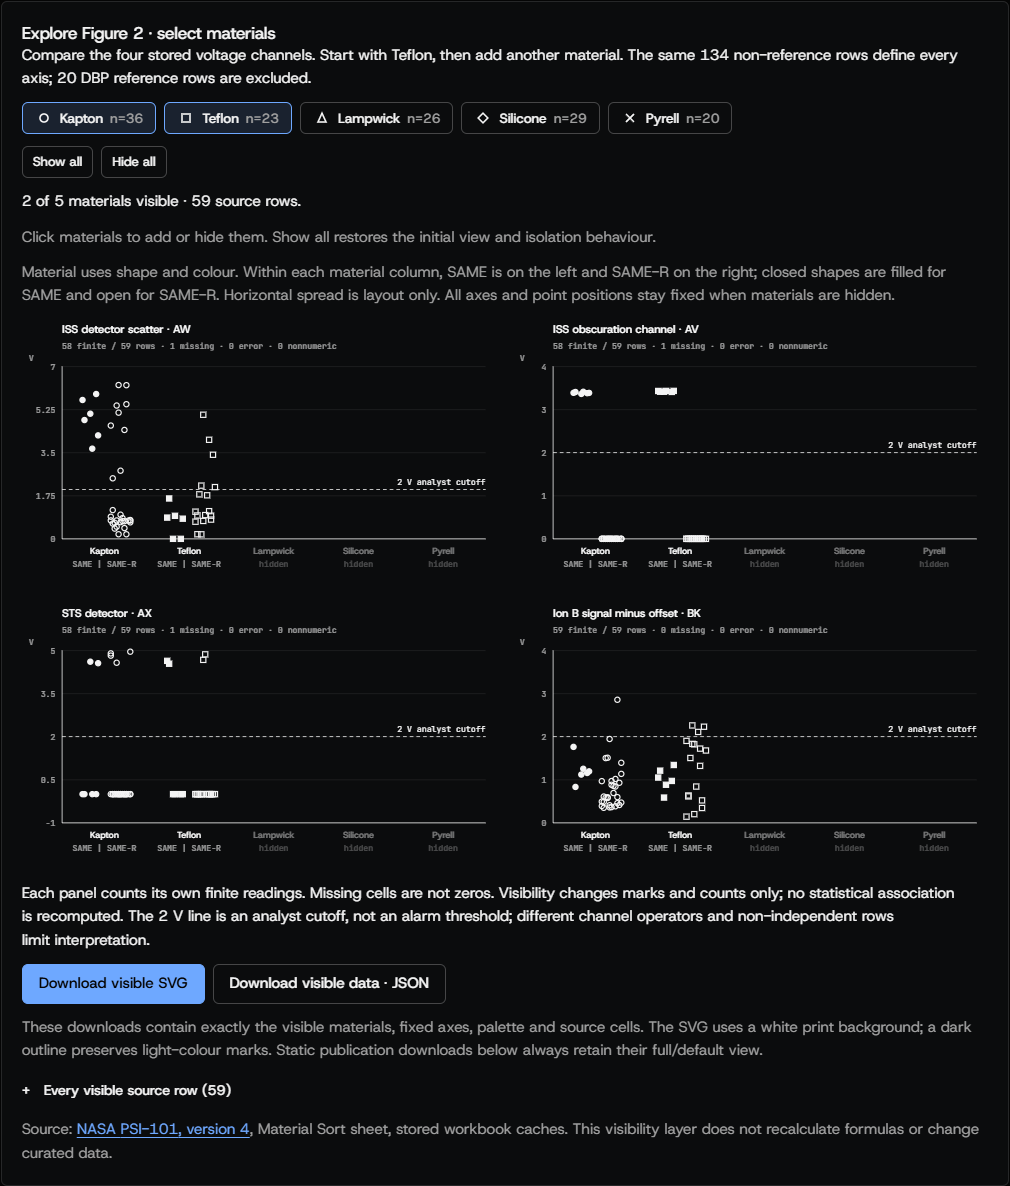 Explore Figure 2 · select materials
Compare the four stored voltage channels. Start with Teflon, then add another material. The same 134 non-reference rows define every
axis; 20 DBP reference rows are excluded.
Kapton n=36
Teflon n=23
Lampwick n=26
Silicone n=29
Pyrell n=20
Show all
Hide all
2 of 5 materials visible · 59 source rows.
Click materials to add or hide them. Show all restores the initial view and isolation behaviour.
Material uses shape and colour. Within each material column, SAME is on the left and SAME-R on the right; closed shapes are filled for
SAME and open for SAME-R. Horizontal spread is layout only. All axes and point positions stay fixed when materials are hidden.
ISS detector scatter · AW
58 finite / 59 rows · 1 missing · 0 error · 0 nonnumeric
V
7
5.25
3.5
2 V analyst cutoff
1.75
0
Kapton Teflon Lampwick Silicone Pyrell
SAME | SAME-R SAME | SAME-R hidden hidden hidden
ISS obscuration channel · AV
58 finite / 59 rows · 1 missing · 0 error · 0 nonnumeric
V
4
3
2 V analyst cutoff
2
1
0
Kapton Teflon Lampwick Silicone Pyrell
SAME | SAME-R SAME | SAME-R hidden hidden hidden
STS detector · AX
58 finite / 59 rows · 1 missing · 0 error · 0 nonnumeric
V
5
3.5
2 V analyst cutoff
2
0.5
-1
Kapton Teflon Lampwick Silicone Pyrell
SAME | SAME-R SAME | SAME-R hidden hidden hidden
Ion B signal minus offset · BK
59 finite / 59 rows · 0 missing · 0 error · 0 nonnumeric
V
4
3
2 V analyst cutoff
2
1
0
Kapton Teflon Lampwick Silicone Pyrell
SAME | SAME-R SAME | SAME-R hidden hidden hidden
Each panel counts its own finite readings. Missing cells are not zeros. Visibility changes marks and counts only; no statistical association
is recomputed. The 2 V line is an analyst cutoff, not an alarm threshold; different channel operators and non-independent rows
limit interpretation.
Download visible SVG
Download visible data · JSON
These downloads contain exactly the visible materials, fixed axes, palette and source cells. The SVG uses a white print background; a dark
outline preserves light-colour marks. Static publication downloads below always retain their full/default view.
+ Every visible source row (59)
Source: NASA PSI-101, version 4, Material Sort sheet, stored workbook caches. This visibility layer does not recalculate formulas or change
curated data.